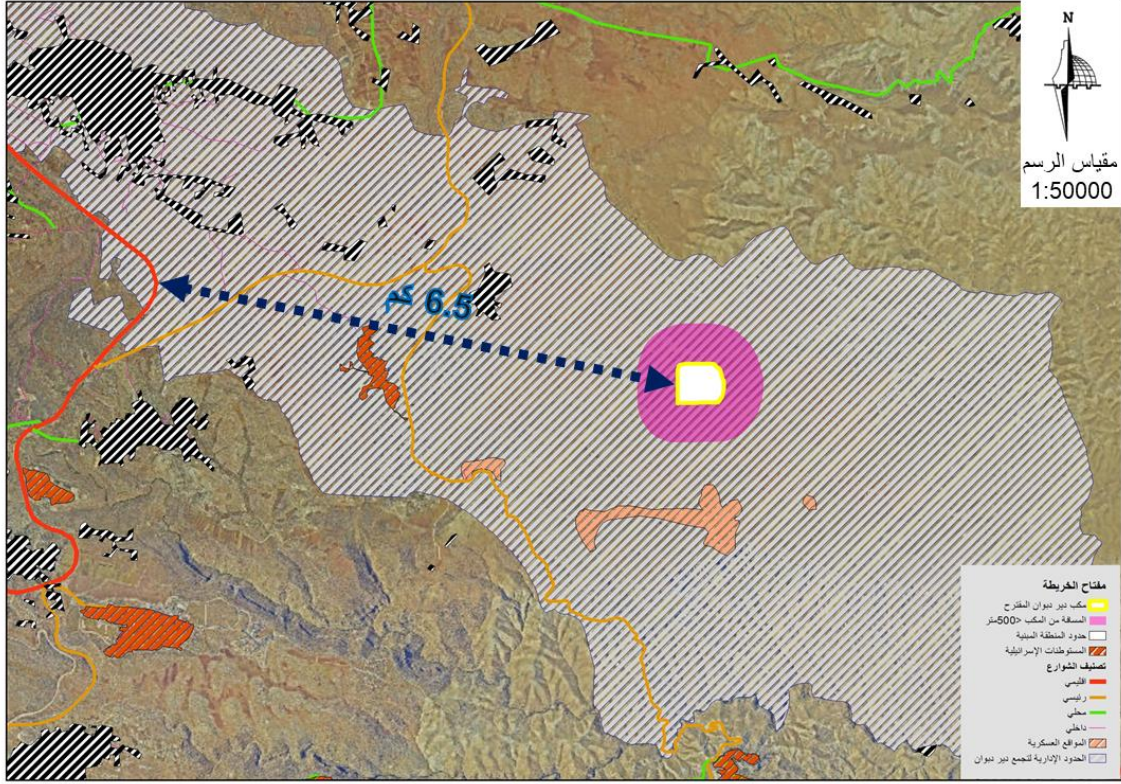 N
مقياس الرسم
1:50000
6.5 كم
مفتاح الخريطة
مكب دير دبوان المقترح
المسافة من المكب <500متر
حدود المنطقة المبنية
المستوطنات الإسرائيلية
تصنيف الشوارع
اقليمي
رئيسي
محلي
داخلي
المواقع العسكرية
الحدود الإدارية لتجمع دير دبوان